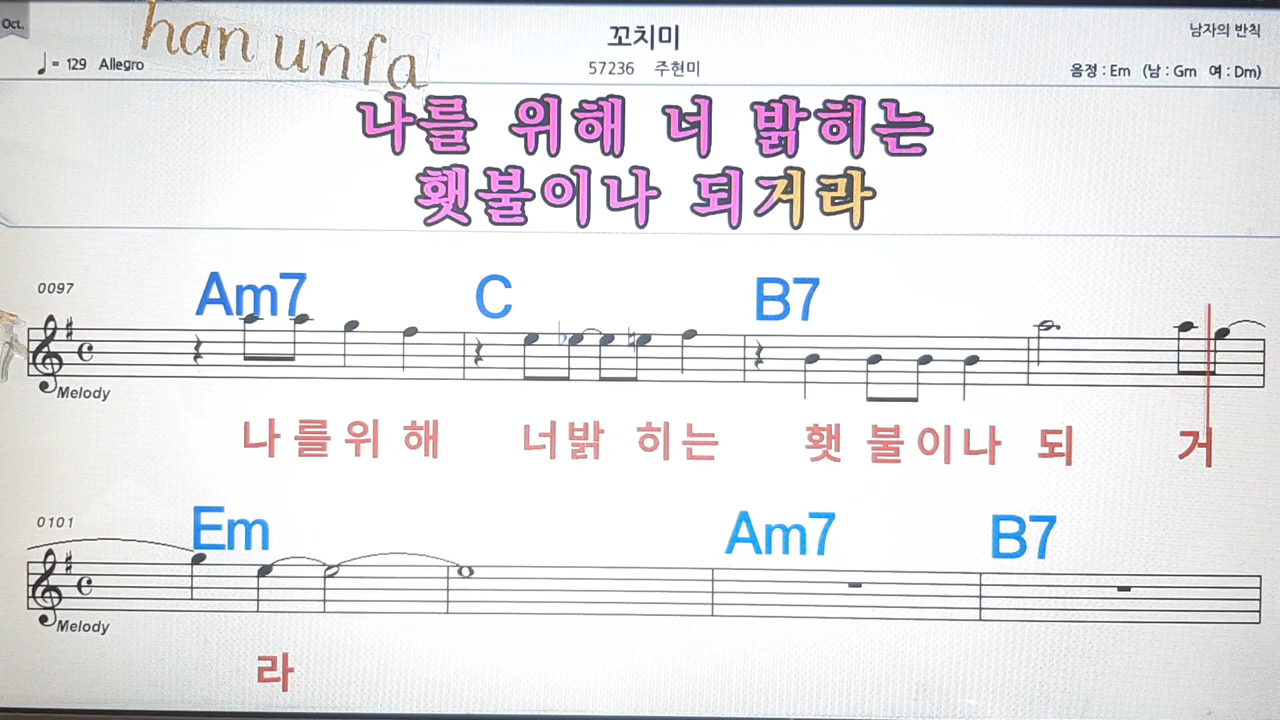 Oct.
han unfa
꼬치미
남자의 반칙
♩ = 129 Allegro
57236 주현미
음정 : Em (남 : Gm 여 : Dm)
나를 위해 너 밝히는
횃불이나 되거라
Am7 C B7
0097
Melody
나 를 위 해 너 밝 히 는 횃 불 이 나 되 거
0101
Em Am7 B7
Melody
라